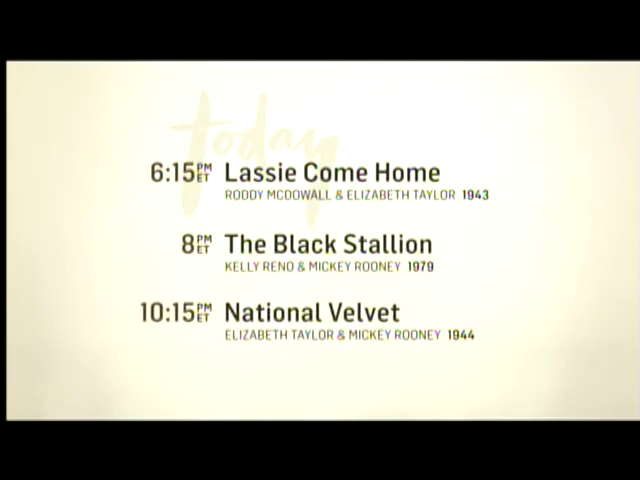 today
6:15 PM ET Lassie Come Home
RODDY MCDOWALL & ELIZABETH TAYLOR 1943
8 PM ET The Black Stallion
KELLY RENO & MICKEY ROONEY 1979
10:15 PM ET National Velvet
ELIZABETH TAYLOR & MICKEY ROONEY 1944